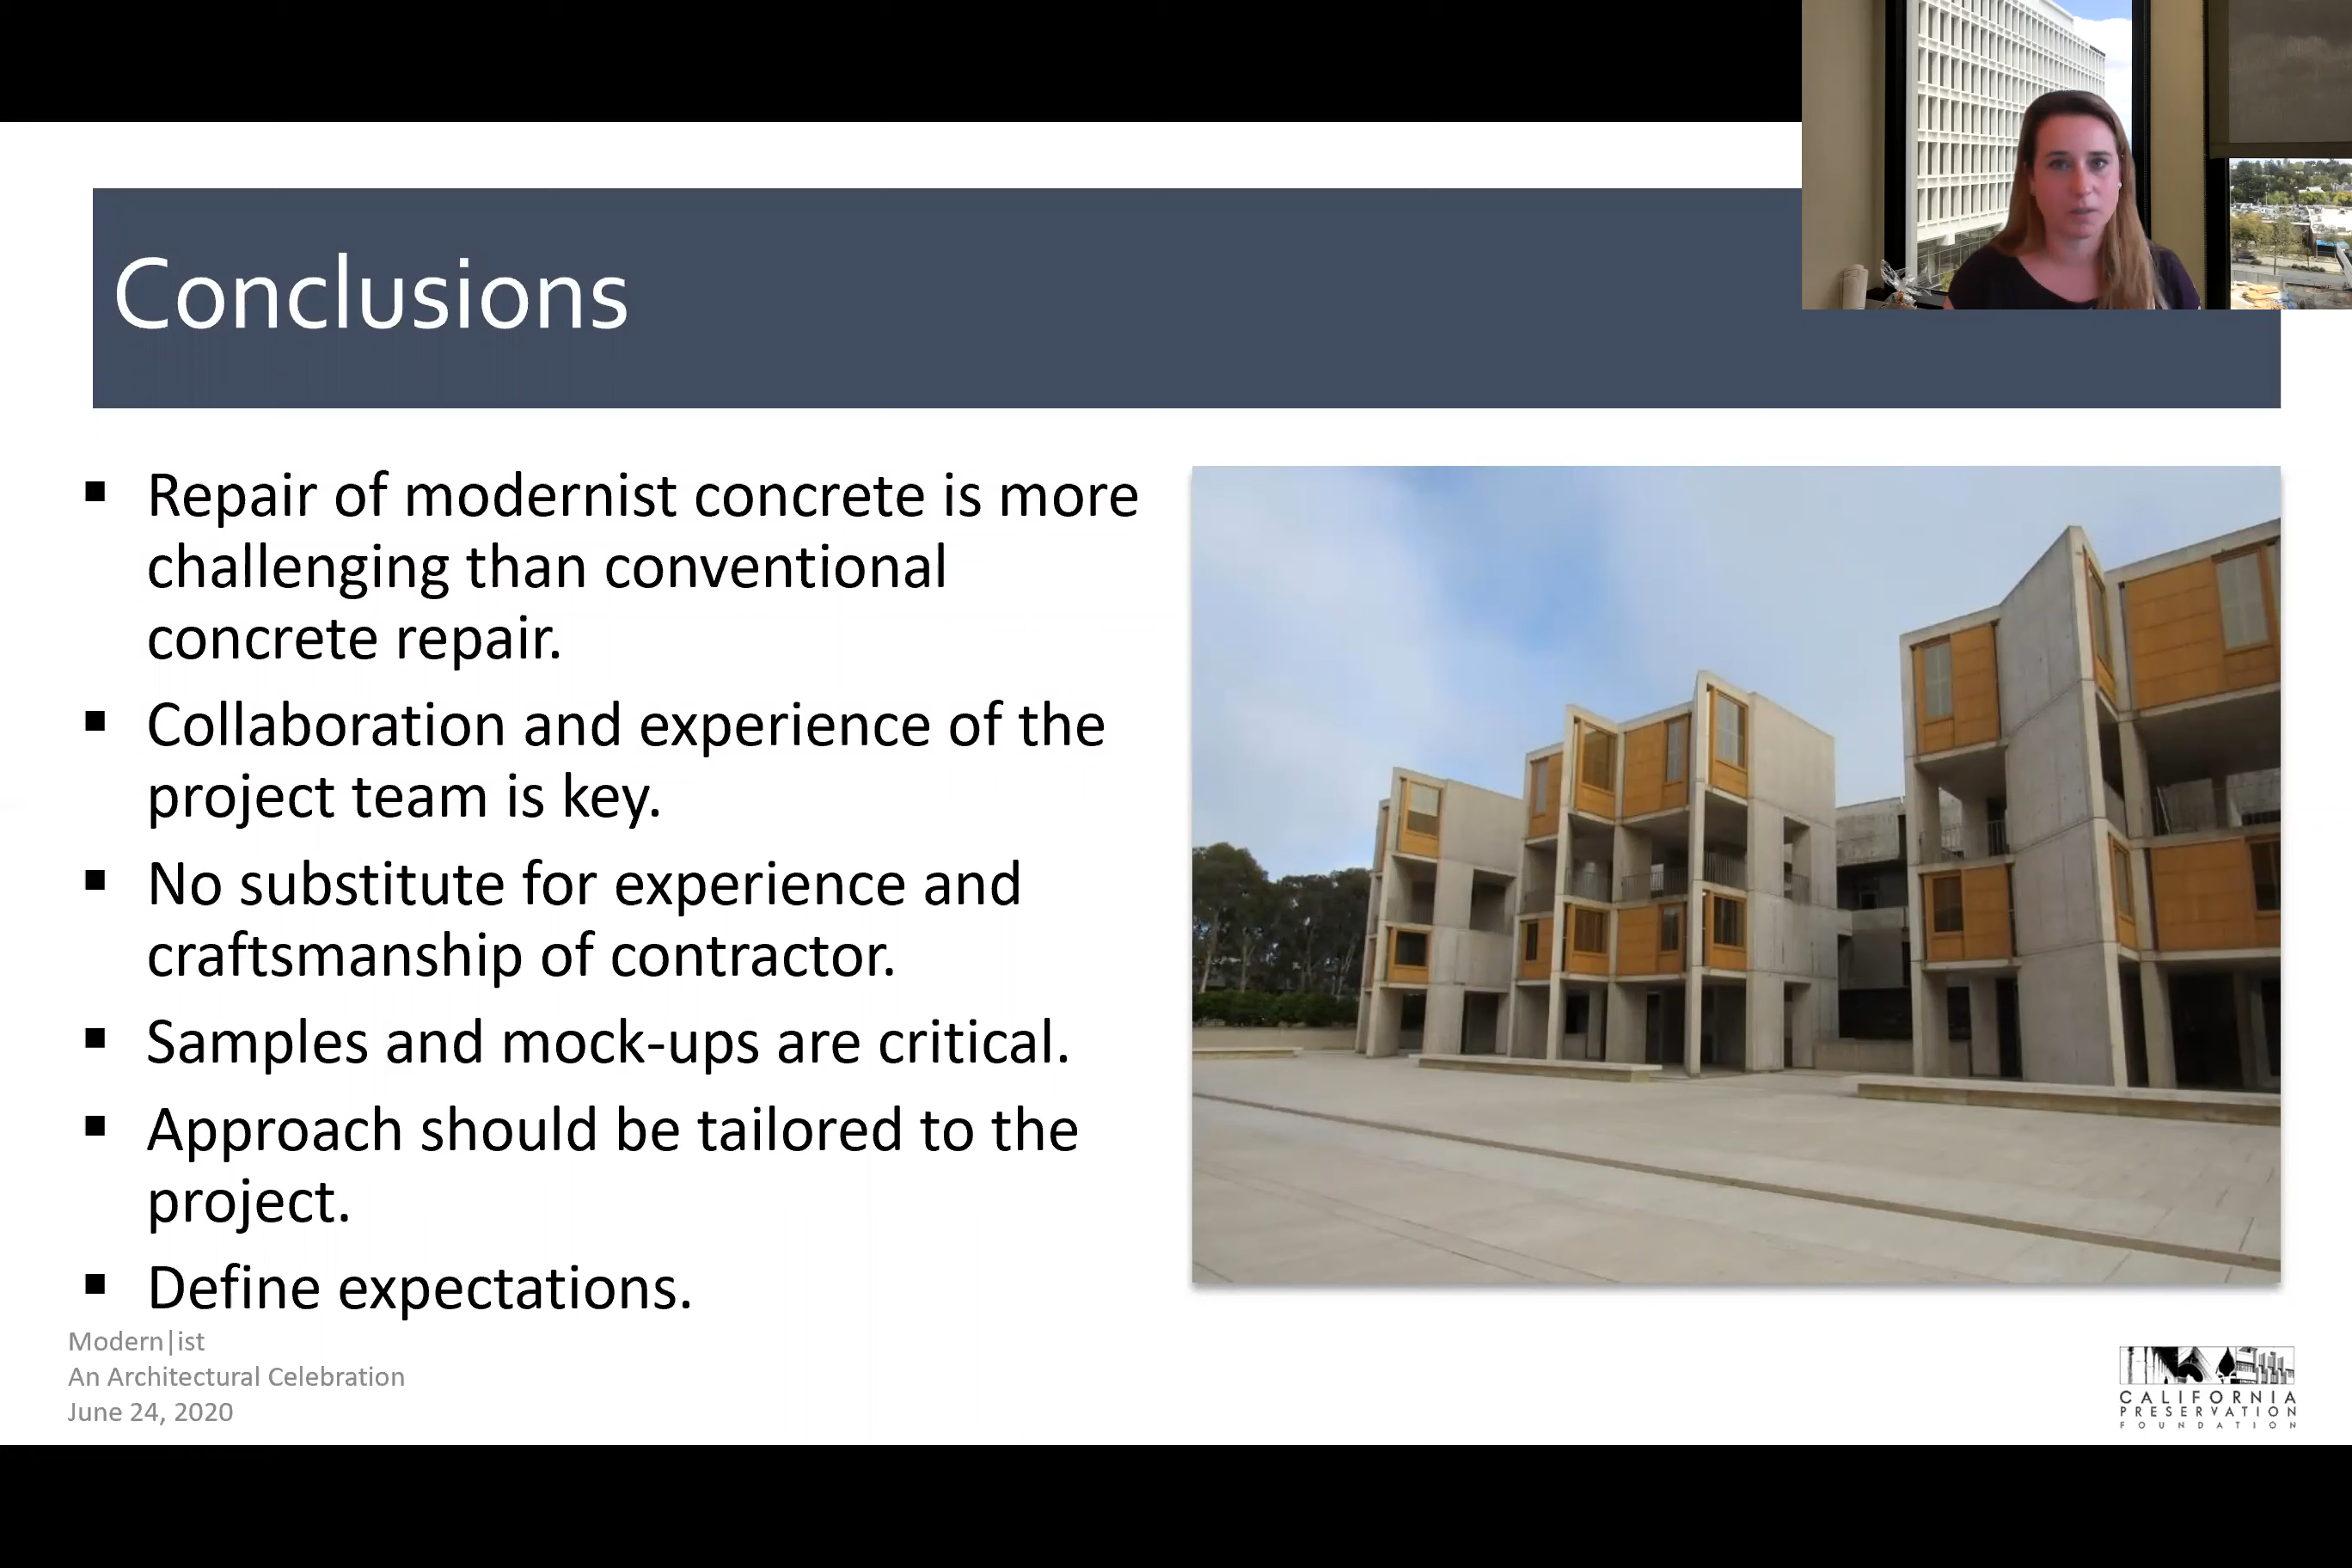 Conclusions
▪ Repair of modernist concrete is more
challenging than conventional
concrete repair.
▪ Collaboration and experience of the
project team is key.
▪ No substitute for experience and
craftsmanship of contractor.
▪ Samples and mock-ups are critical.
▪ Approach should be tailored to the
project.
▪ Define expectations.
Modern|ist
An Architectural Celebration
June 24, 2020
CALIFORNIA
PRESERVATION
FOUNDATION